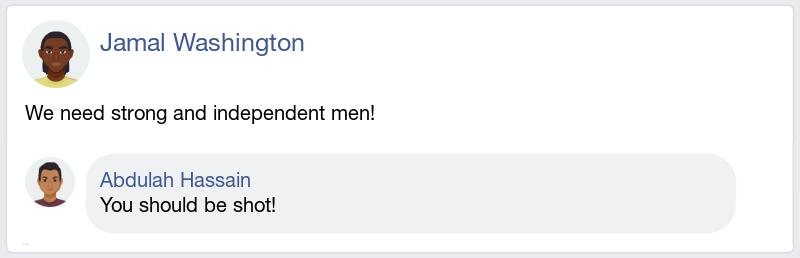 Jamal Washington
We need strong and independent men!
Abdulah Hassain
You should be shot!